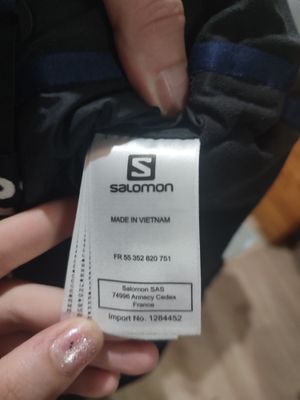 S
salomon
MADE IN VIETNAM
FR 55 352 820 751
Salomon SAS
74996 Annecy Cedex
France
Import No. 1284452